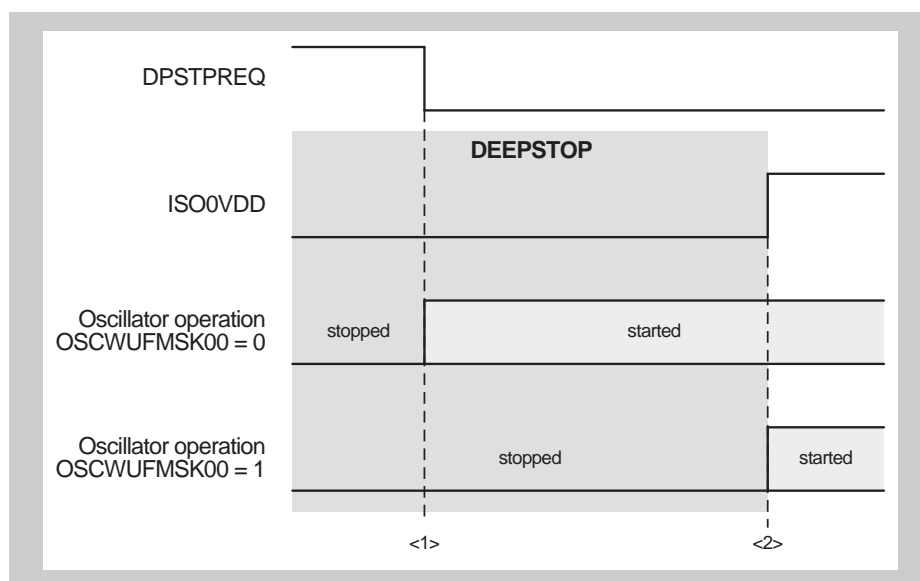 DPSTPREQ
DEEPSTOP
ISO0VDD
Oscillator operation
OSCWUFMSK00 = 0
stopped
started
Oscillator operation
OSCWUFMSK00 = 1
stopped
started
<1>
<2>